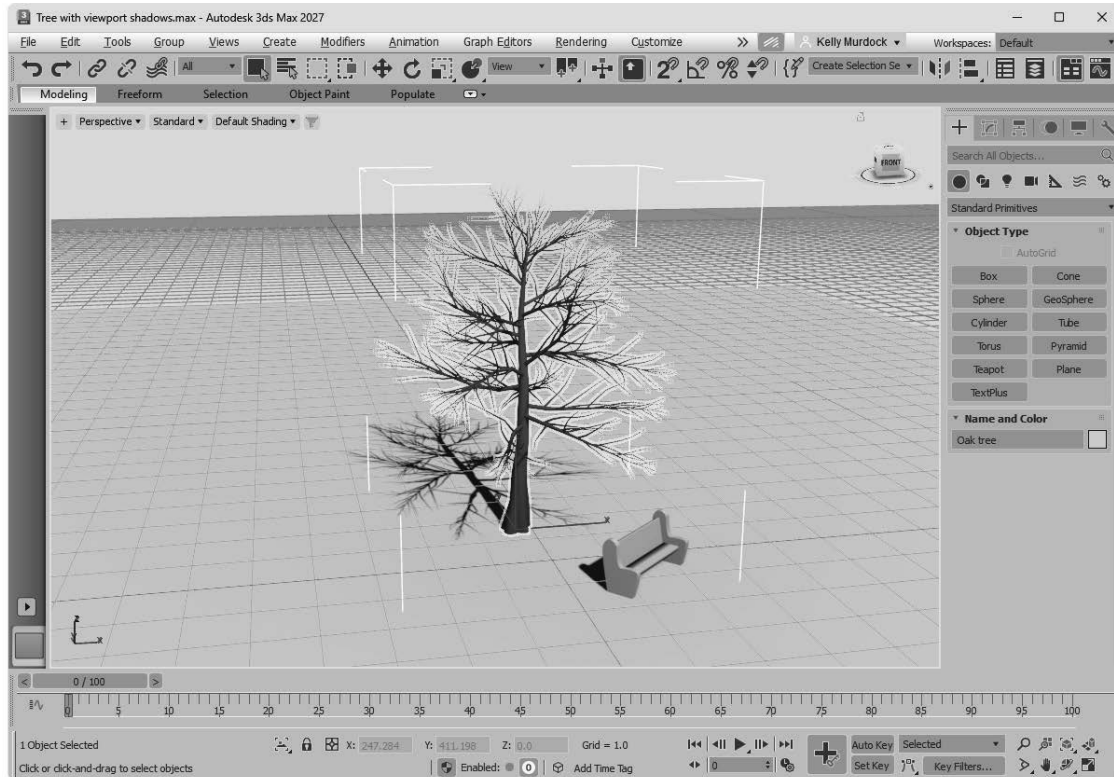 Tree with viewport shadows.max - Autodesk 3ds Max 2027
File Edit Tools Group Views Create Modifiers Animation Graph Editors Rendering Customize Kelly Murdock Workspaces: Default
All View Create Selection Se
Modeling Freeform Selection Object Paint Populate
+ Perspective Standard Default Shading
FRONT
Search All Objects...
Standard Primitives
Object Type
AutoGrid
Box Cone
Sphere GeoSphere
Cylinder Tube
Torus Pyramid
Teapot Plane
TextPlus
Name and Color
Oak tree
x
z
x
0 / 100
0 5 10 15 20 25 30 35 40 45 50 55 60 65 70 75 80 85 90 95 100
1 Object Selected X: 247.284 Y: 411.198 Z: 0.0 Grid = 1.0 Auto Key Selected
Click or click-and-drag to select objects Enabled: 0 Add Time Tag 0 Set Key Key Filters...